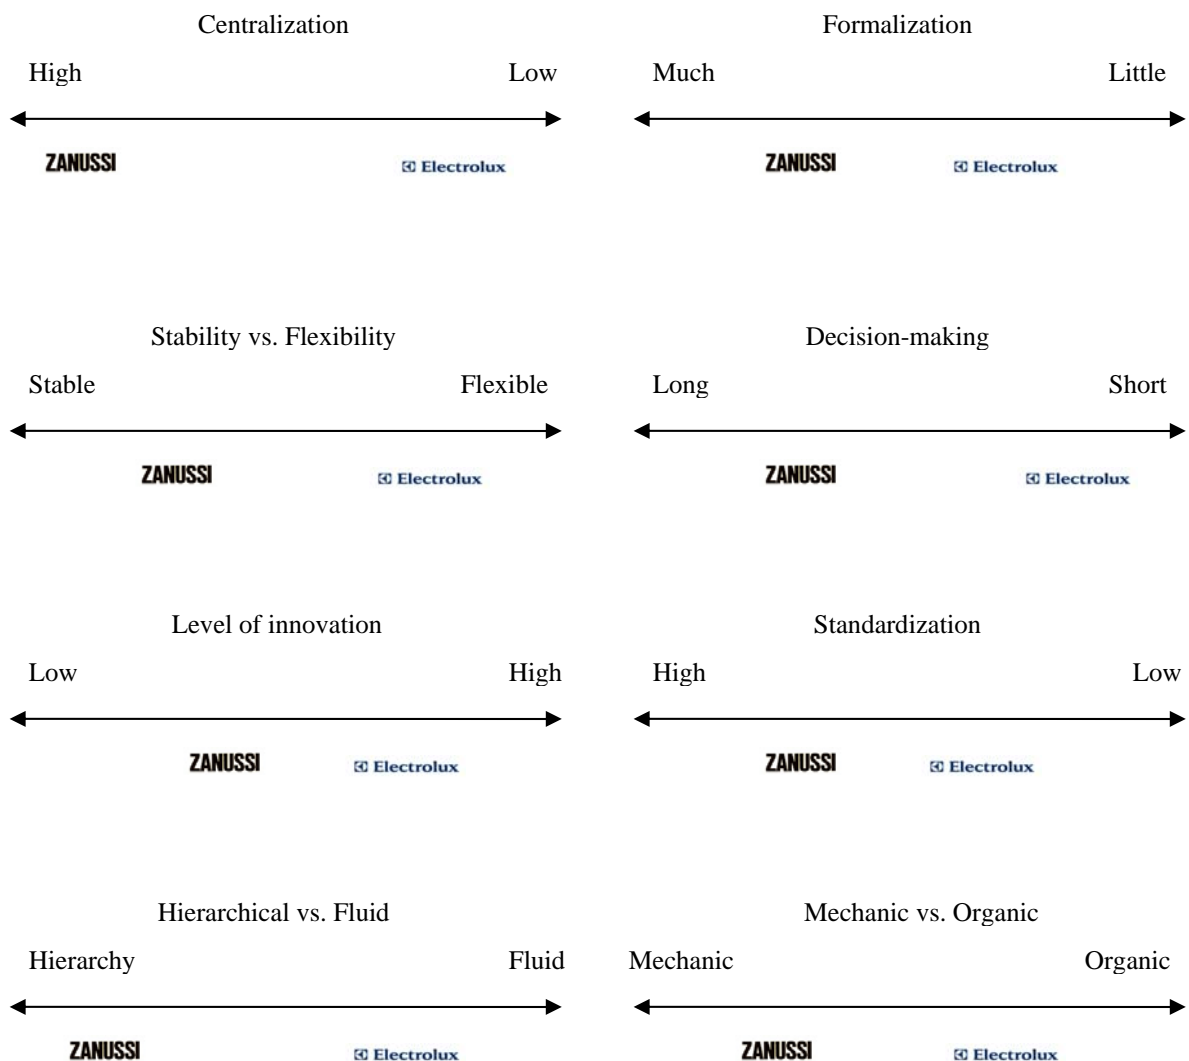 Centralization
High Low
ZANUSSI Electrolux
Formalization
Much Little
ZANUSSI Electrolux
Stability vs. Flexibility
Stable Flexible
ZANUSSI Electrolux
Decision-making
Long Short
ZANUSSI Electrolux
Level of innovation
Low High
ZANUSSI Electrolux
Standardization
High Low
ZANUSSI Electrolux
Hierarchical vs. Fluid
Hierarchy Fluid
ZANUSSI Electrolux
Mechanic vs. Organic
Mechanic Organic
ZANUSSI Electrolux